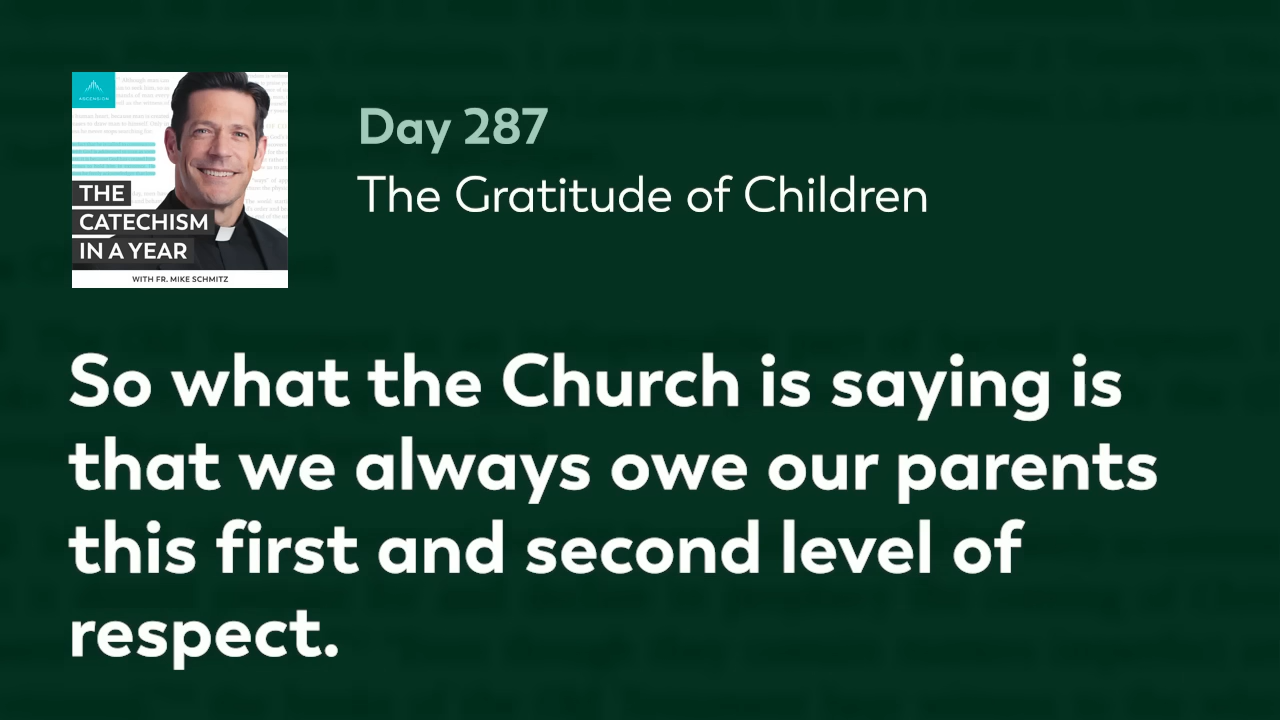 ASCENSION
THE
CATECHISM
IN A YEAR
WITH FR. MIKE SCHMITZ
Day 287
The Gratitude of Children
So what the Church is saying is
that we always owe our parents
this first and second level of
respect.